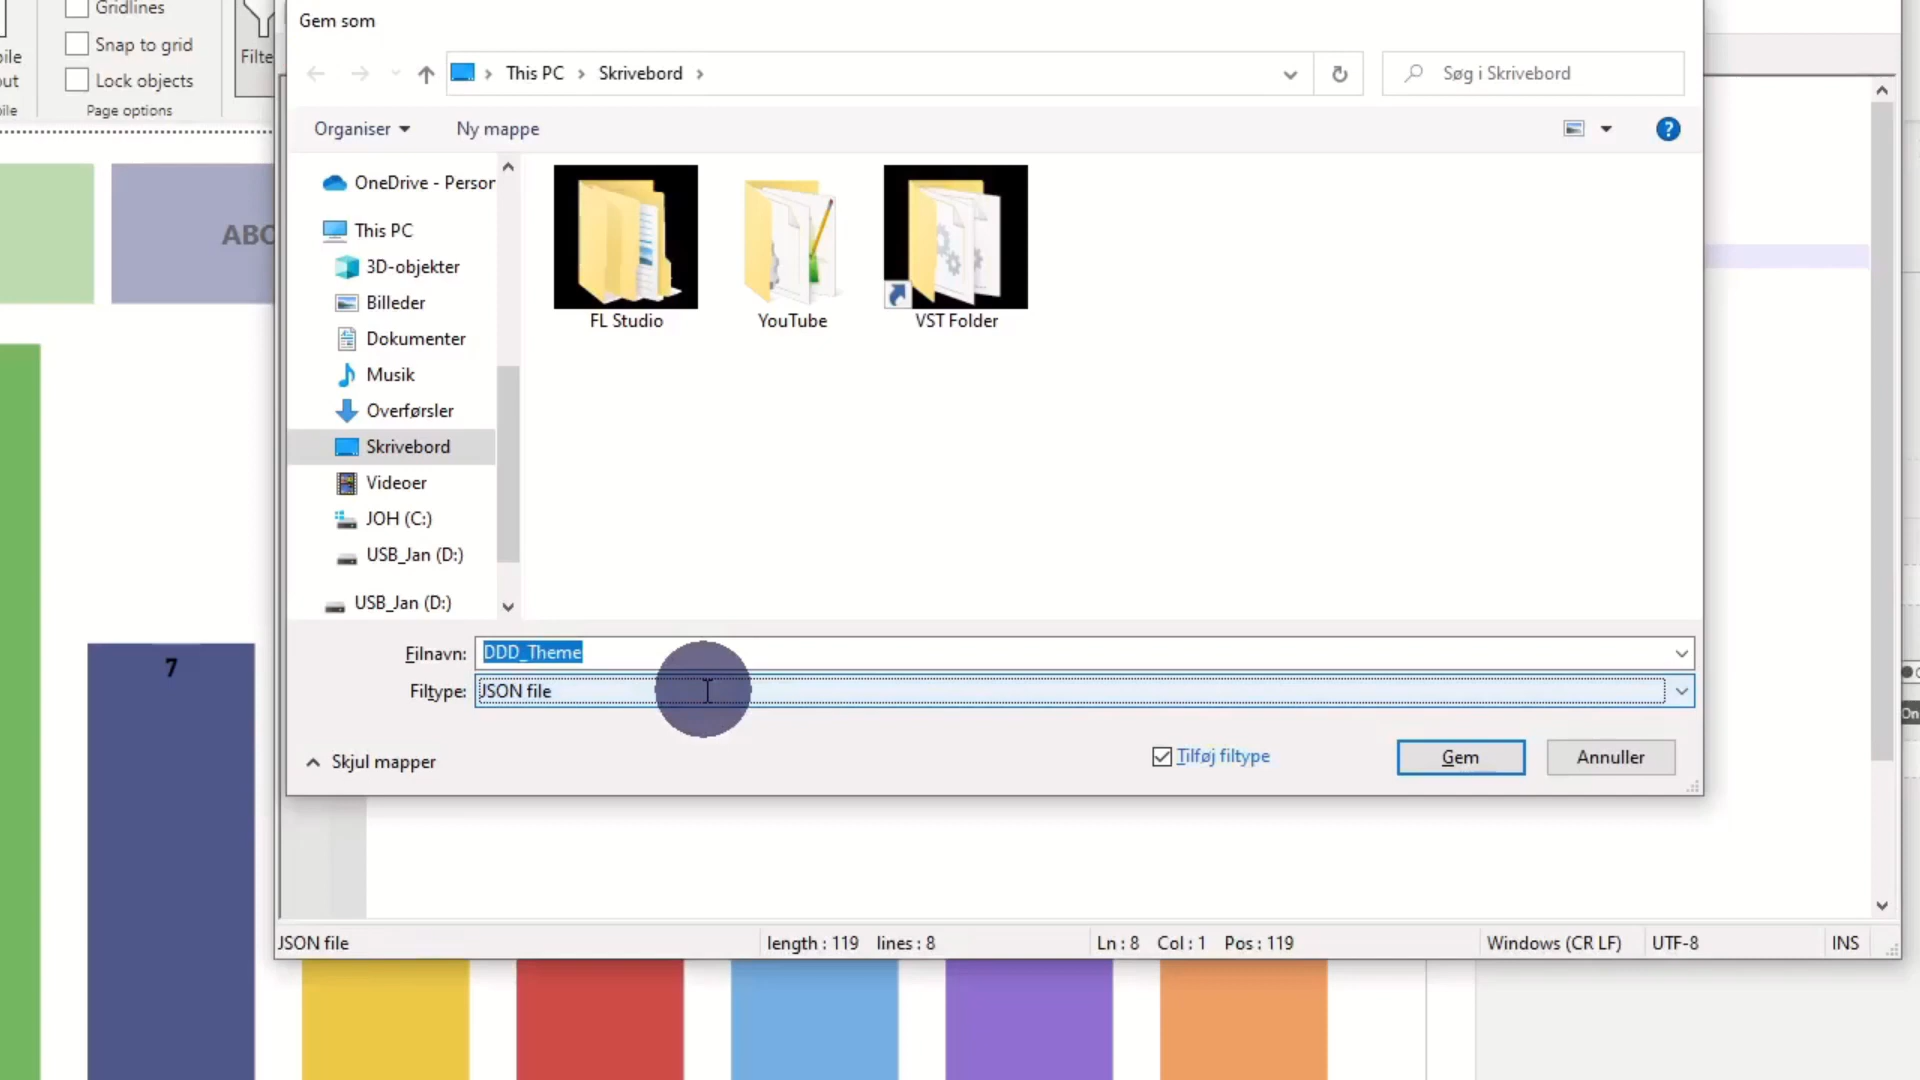 Gridlines
Snap to grid
Lock objects
Page options
Gem som
This PC
Skrivebord
Søg i Skrivebord
Organiser
Ny mappe
OneDrive - Person
This PC
3D-objekter
Billeder
Dokumenter
Musik
Overførsler
Skrivebord
Videoer
JOH (C:)
USB_Jan (D:)
USB_Jan (D:)
FL Studio
YouTube
VST Folder
Filnavn: DDD_Theme
Filtype: JSON file
Skjul mapper
Tilføj filtype
Gem
Annuller
7
JSON file
length : 119 lines : 8
Ln : 8 Col : 1 Pos : 119
Windows (CR LF)
UTF-8
INS
On